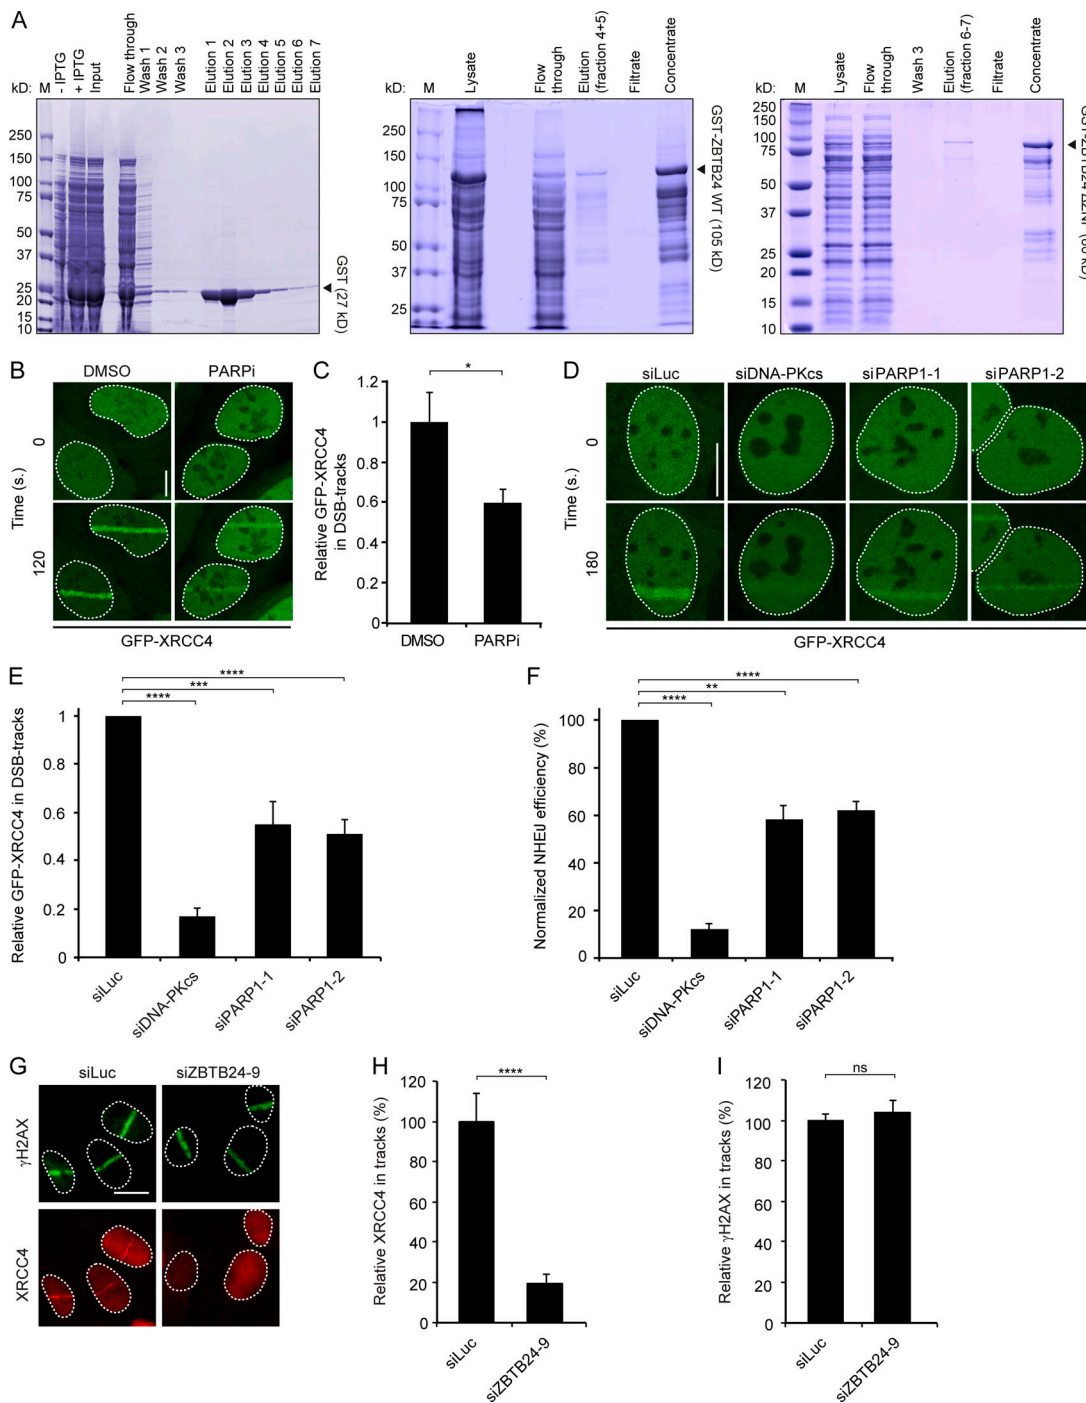 A
kD: M - IPTG + IPTG Input Flow through Wash 1 Wash 2 Wash 3 Elution 1 Elution 2 Elution 3 Elution 4 Elution 5 Elution 6 Elution 7
250
150
100
75
50
37
25
20
15
10
GST (27 kD)
kD: M Lysate Flow through Elution (fraction 4+5) Filtrate Concentrate
250
150
100
75
50
37
25
GST-ZBTB24 WT (105 kD)
kD: M Lysate Flow through Wash 3 Elution (fraction 6-7) Filtrate Concentrate
250
150
100
75
50
37
25
20
15
10
B
DMSO PARPi
Time (s.)
0
120
GFP-XRCC4
C
Relative GFP-XRCC4
in DSB-tracks
1.2
1
0.8
0.6
0.4
0.2
0
*
DMSO PARPi
D
siLuc siDNA-PKcs siPARP1-1 siPARP1-2
Time (s.)
0
180
GFP-XRCC4
E
Relative GFP-XRCC4 in DSB-tracks
1
0.8
0.6
0.4
0.2
0
****
***
****
siLuc
siDNA-PKcs
siPARP1-1
siPARP1-2
F
Normalized NHEJ efficiency (%)
100
80
60
40
20
0
****
**
****
siLuc
siDNA-PKcs
siPARP1-1
siPARP1-2
G
siLuc siZBTB24-9
γH2AX
XRCC4
H
Relative XRCC4 in tracks (%)
120
100
80
60
40
20
0
****
siLuc
siZBTB24-9
I
Relative γH2AX in tracks (%)
120
100
80
60
40
20
0
ns
siLuc
siZBTB24-9